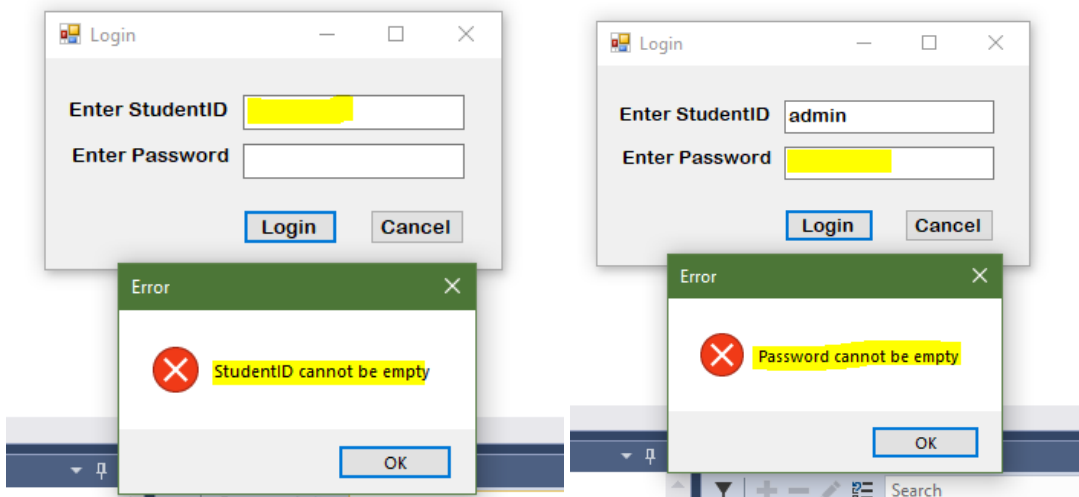 Login
Enter StudentID
Enter Password
Login Cancel
Error
StudentID cannot be empty
OK
Login
Enter StudentID admin
Enter Password
Login Cancel
Error
Password cannot be empty
OK
Search